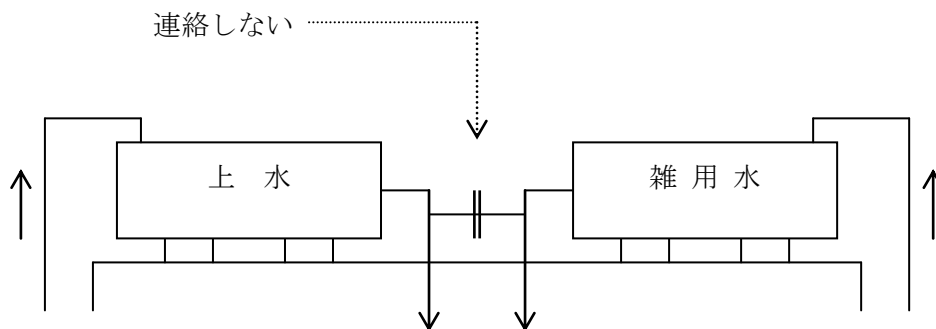 連絡しない
上 水
雑 用 水